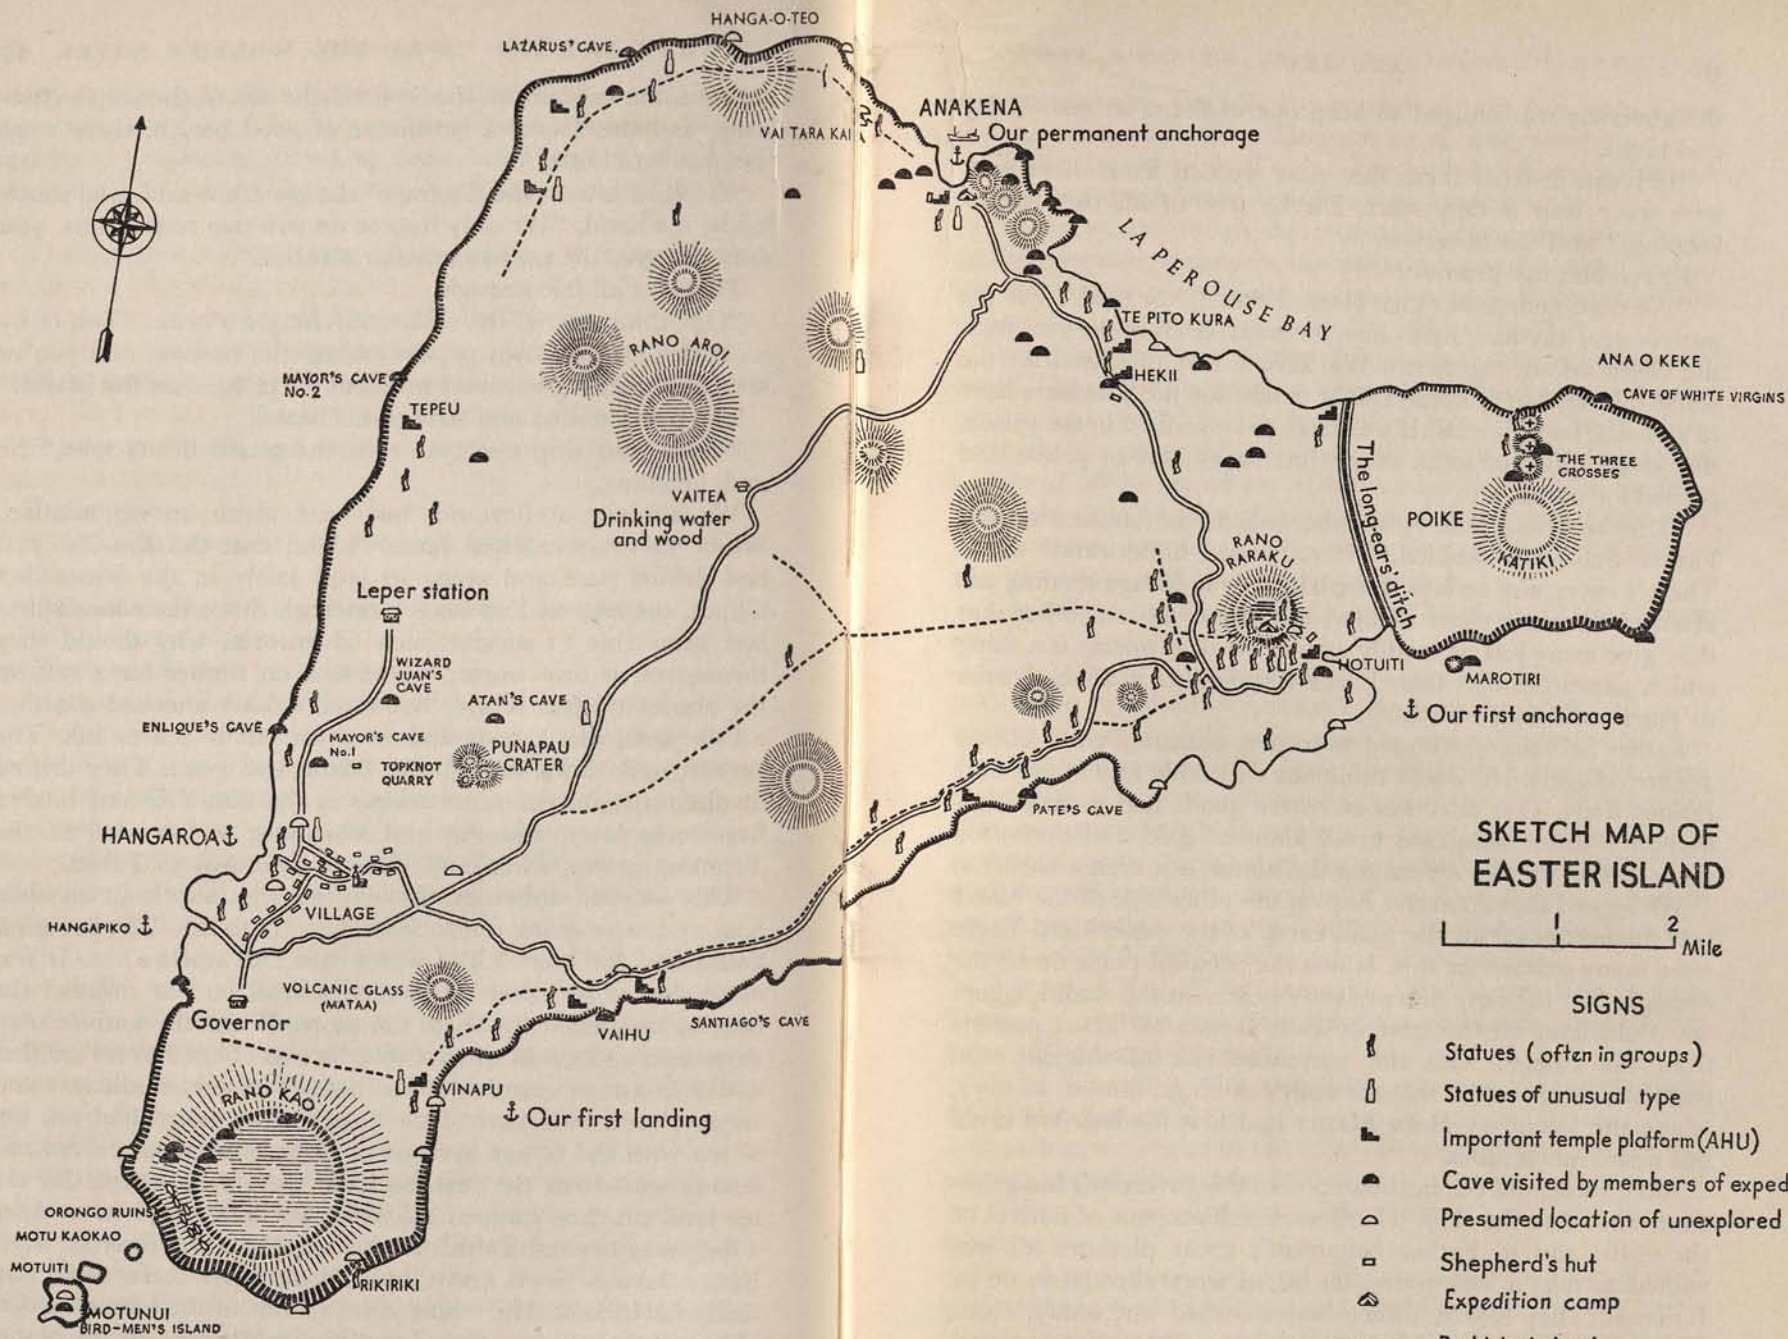 HANGA-O-TEO
LAZARUS' CAVE
VAI TARA KAI
ANAKENA
Our permanent anchorage
LA PEROUSE BAY
TE PITO KURA
HEKII
ANA O KEKE
CAVE OF WHITE VIRGINS
THE THREE
CROSSES
The long-ears' ditch
POIKE
KATIKI
RANO AROI
MAYOR'S CAVE
No. 2
TEPEU
VAITEA
Drinking water
and wood
RANO
RARAKU
Leper station
WIZARD
JUAN'S
CAVE
ATAN'S CAVE
ENLIQUE'S CAVE
MAYOR'S CAVE
No. 1
TOPKNOT
QUARRY
PUNAPAU
CRATER
HOTUITI
MAROTIRI
Our first anchorage
PATE'S CAVE
HANGAROA
VILLAGE
HANGAPIKO
VOLCANIC GLASS
(MATAA)
Governor
VAIHU
SANTIAGO'S CAVE
VINAPU
Our first landing
RANO KAO
ORONGO RUINS
MOTU KAOKAO
MOTUITI
MOTUNUI
BIRD-MEN'S ISLAND
RIKIRIKI
SKETCH MAP OF
EASTER ISLAND
1 2
Mile
SIGNS
Statues (often in groups)
Statues of unusual type
Important temple platform (AHU)
Cave visited by members of exped
Presumed location of unexplored
Shepherd's hut
Expedition camp